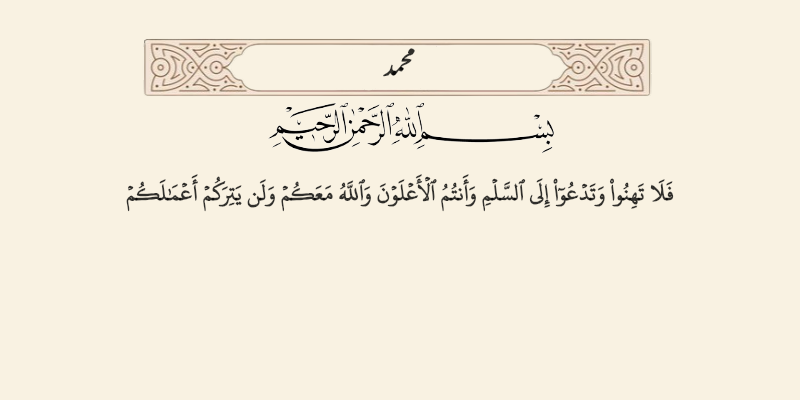 محمد
بِسْمِ ٱللَّهِ ٱلرَّحْمَٰنِ ٱلرَّحِيمِ
فَلَا تَهِنُوا۟ وَتَدْعُوٓا۟ إِلَى ٱلسَّلْمِ وَأَنتُمُ ٱلْأَعْلَوْنَ وَٱللَّهُ مَعَكُمْ وَلَن يَتِرَكُمْ أَعْمَـٰلَكُمْ